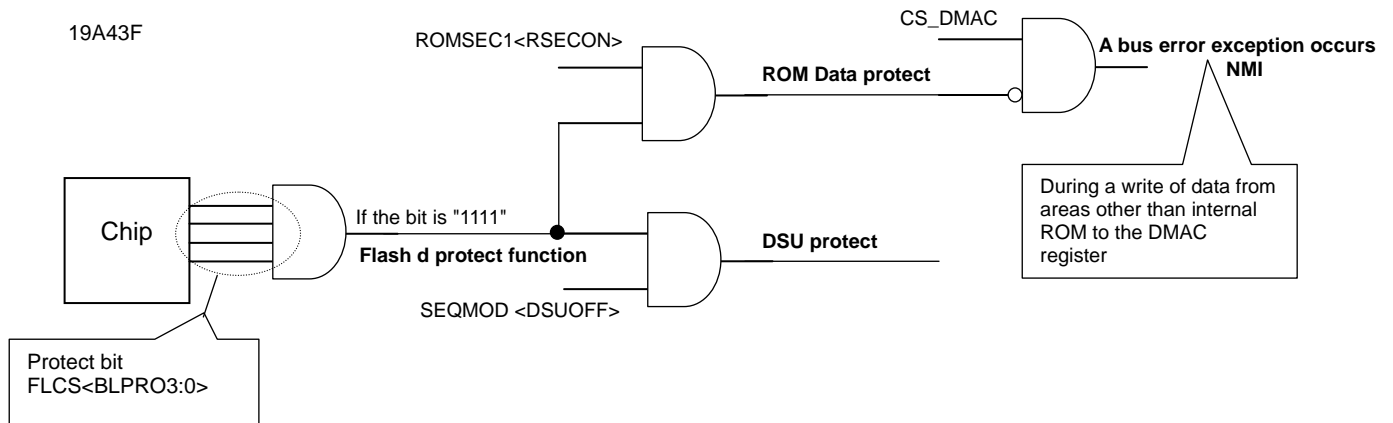 19A43F
CS_DMAC
ROMSEC1<RSECON>
A bus error exception occurs
NMI
ROM Data protect
Chip
If the bit is "1111"
Flash d protect function
DSU protect
SEQMOD <DSUOFF>
During a write of data from
areas other than internal
ROM to the DMAC
register
Protect bit
FLCS<BLPRO3:0>